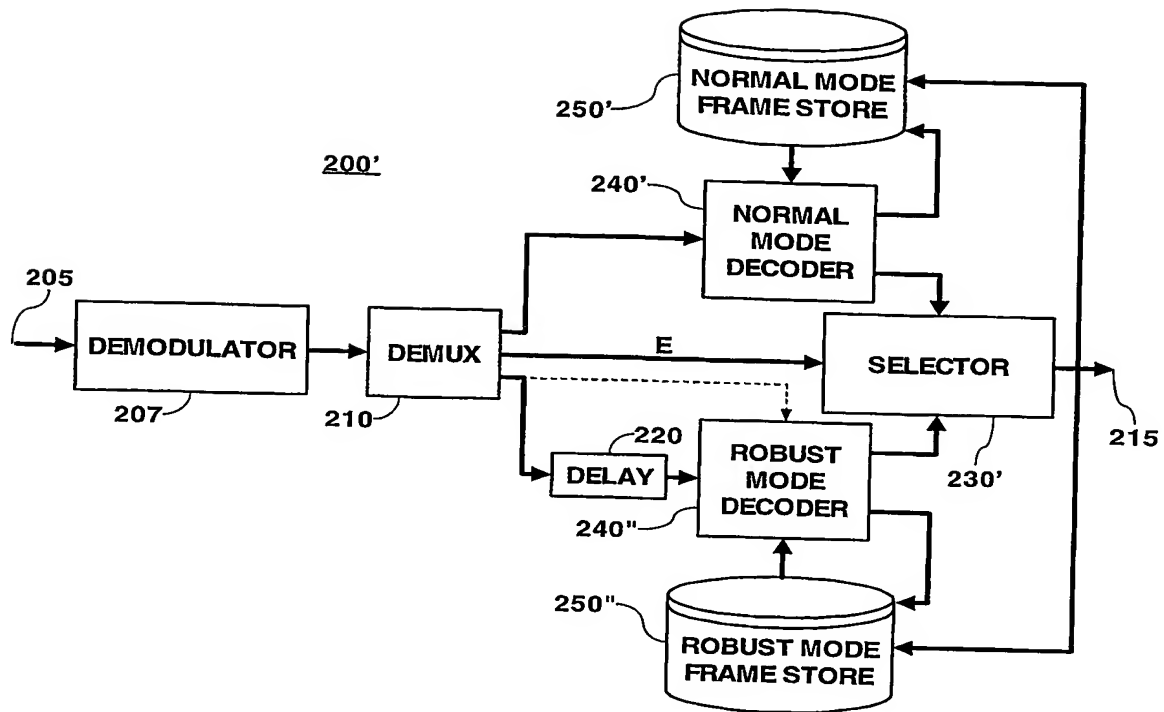 NORMAL MODE
FRAME STORE
250'
200'
240'
NORMAL
MODE
DECODER
205
DEMODULATOR
207
DEMUX
210
E
SELECTOR
230'
215
220
DELAY
ROBUST
MODE
DECODER
240"
250"
ROBUST MODE
FRAME STORE